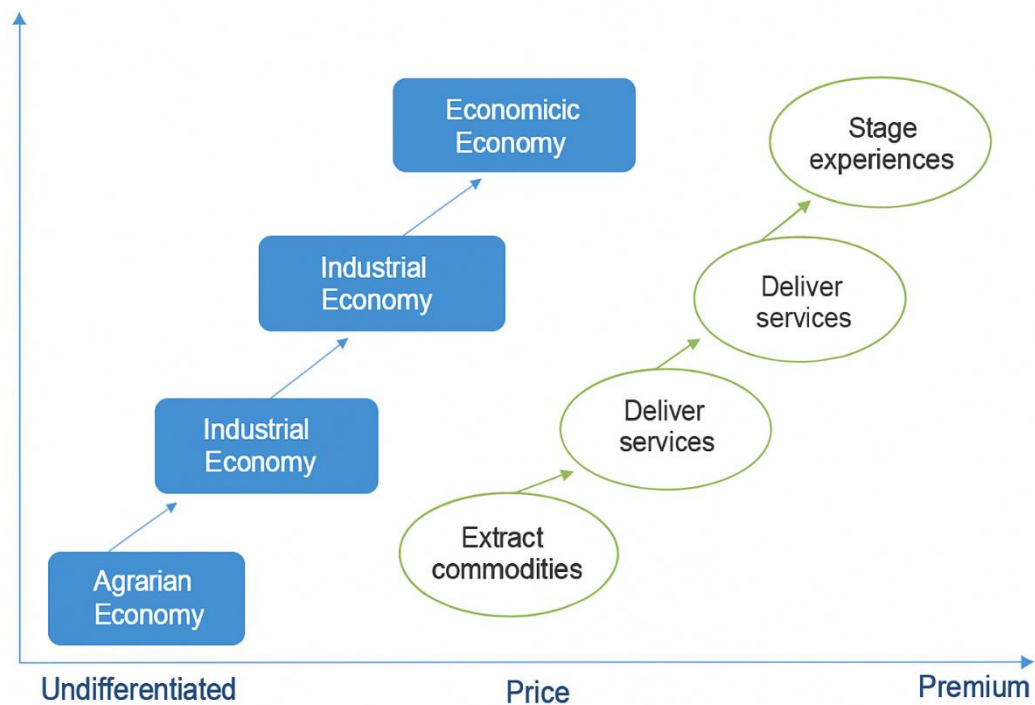 Economicic
Economy
Stage
experiences
Industrial
Economy
Deliver
services
Industrial
Economy
Deliver
services
Agrarian
Economy
Extract
commodities
Undifferentiated
Price
Premium